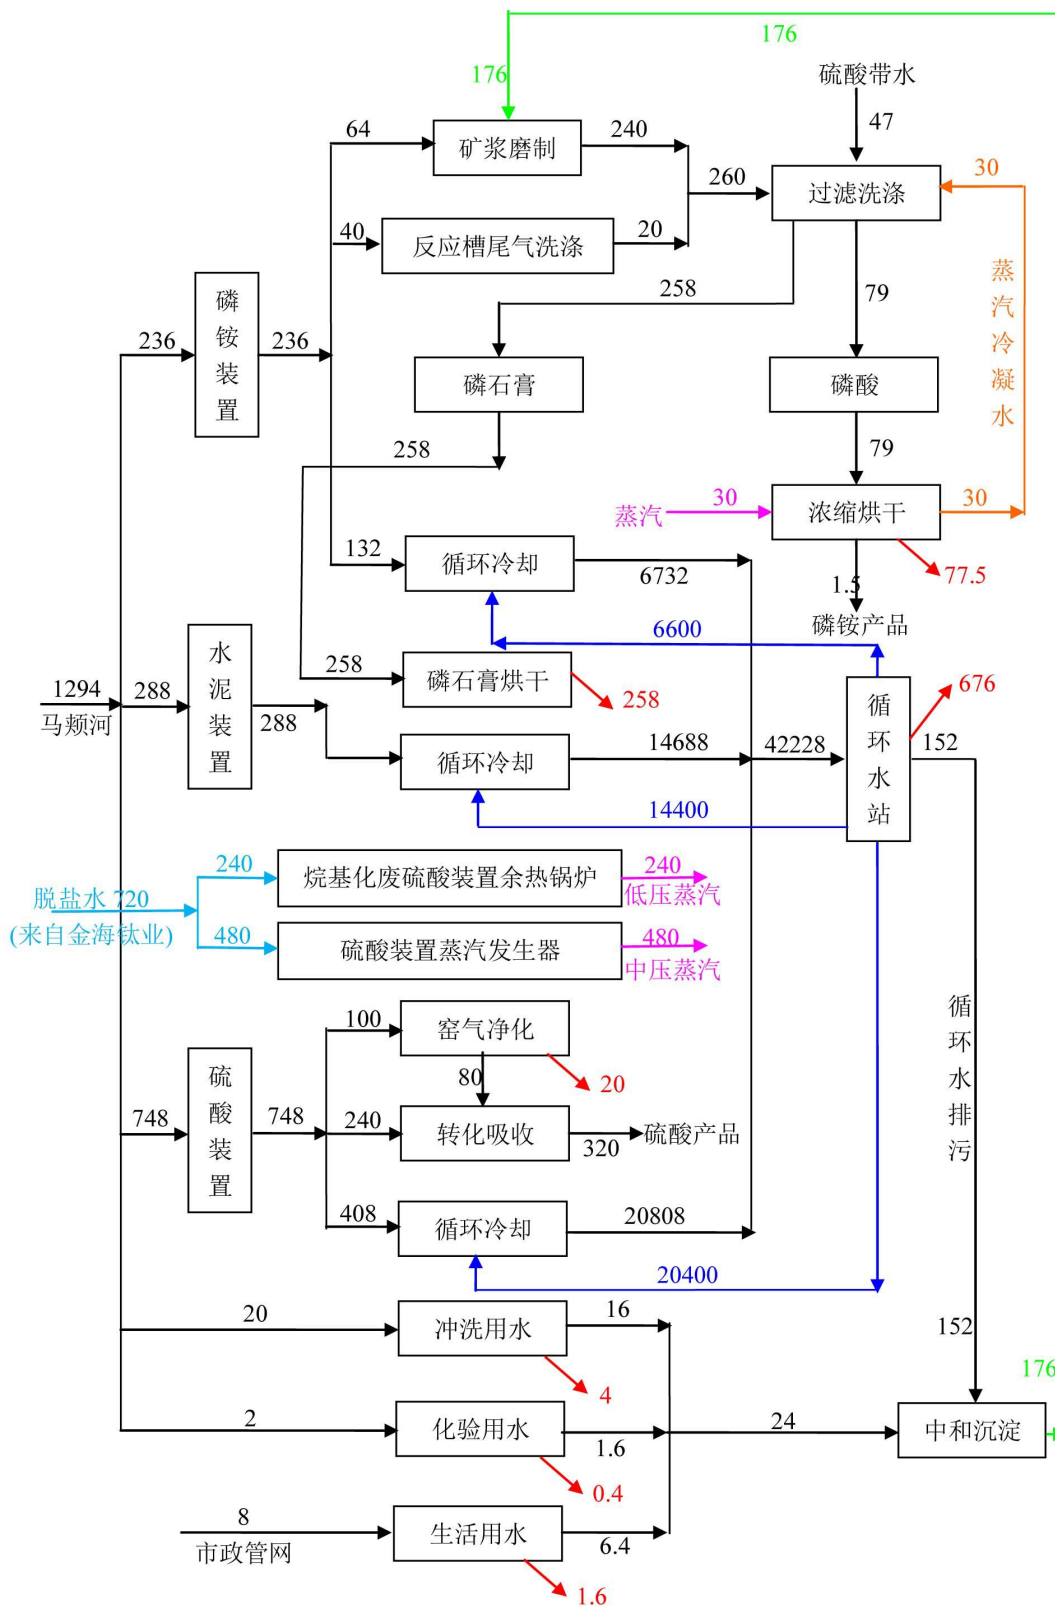 176
176
硫酸带水
47
64
矿浆磨制
240
260
过滤洗涤
30
40
反应槽尾气洗涤
20
258
79
蒸汽冷凝水
236
磷铵装置
236
磷石膏
磷酸
258
79
蒸汽
30
浓缩烘干
30
132
循环冷却
6732
77.5
1.5
磷铵产品
6600
258
磷石膏烘干
258
676
1294
马颊河
288
水泥装置
288
循环冷却
14688
42228
循环水站
152
14400
脱盐水 720
(来自金海钛业)
240
烷基化废硫酸装置余热锅炉
240
低压蒸汽
480
硫酸装置蒸汽发生器
480
中压蒸汽
循环水排污
100
窑气净化
20
80
748
硫酸装置
748
240
转化吸收
320
硫酸产品
408
循环冷却
20808
20400
20
冲洗用水
16
4
152
176
2
化验用水
1.6
24
中和沉淀
0.4
8
市政管网
生活用水
6.4
1.6